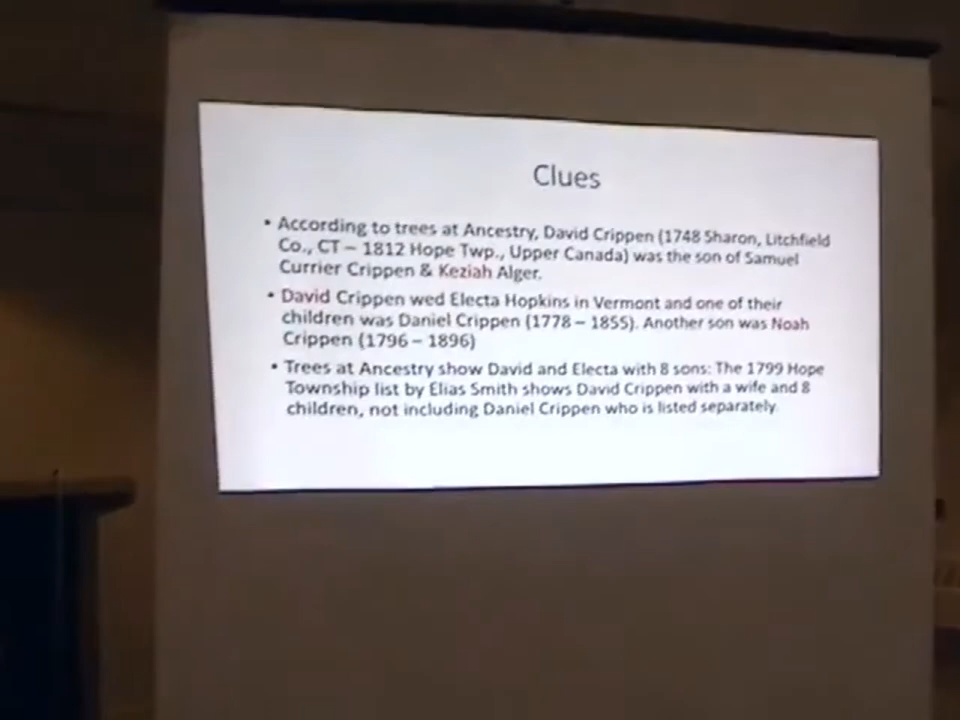 Clues
• According to trees at Ancestry, David Crippen (1748 Sharon, Litchfield
Co., CT – 1812 Hope Twp., Upper Canada) was the son of Samuel
Currier Crippen & Keziah Alger.
• David Crippen wed Electa Hopkins in Vermont and one of their
children was Daniel Crippen (1778 – 1855). Another son was Noah
Crippen (1796 – 1896)
• Trees at Ancestry show David and Electa with 8 sons: The 1799 Hope
Township list by Elias Smith shows David Crippen with a wife and 8
children, not including Daniel Crippen who is listed separately.